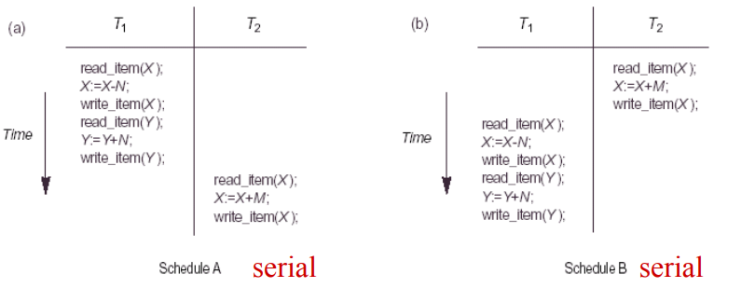 (a) T1 T2
read_item(X);
X:=X-N;
write_item(X);
read_item(Y);
Time
Y:=Y+N;
write_item(Y);
read_item(X);
X:=X+M;
write_item(X);
Schedule A serial
(b) T1 T2
read_item(X);
X:=X+M;
write_item(X);
read_item(X);
Time
X:=X-N;
write_item(X);
read_item(Y);
Y:=Y+N;
write_item(Y);
Schedule B serial